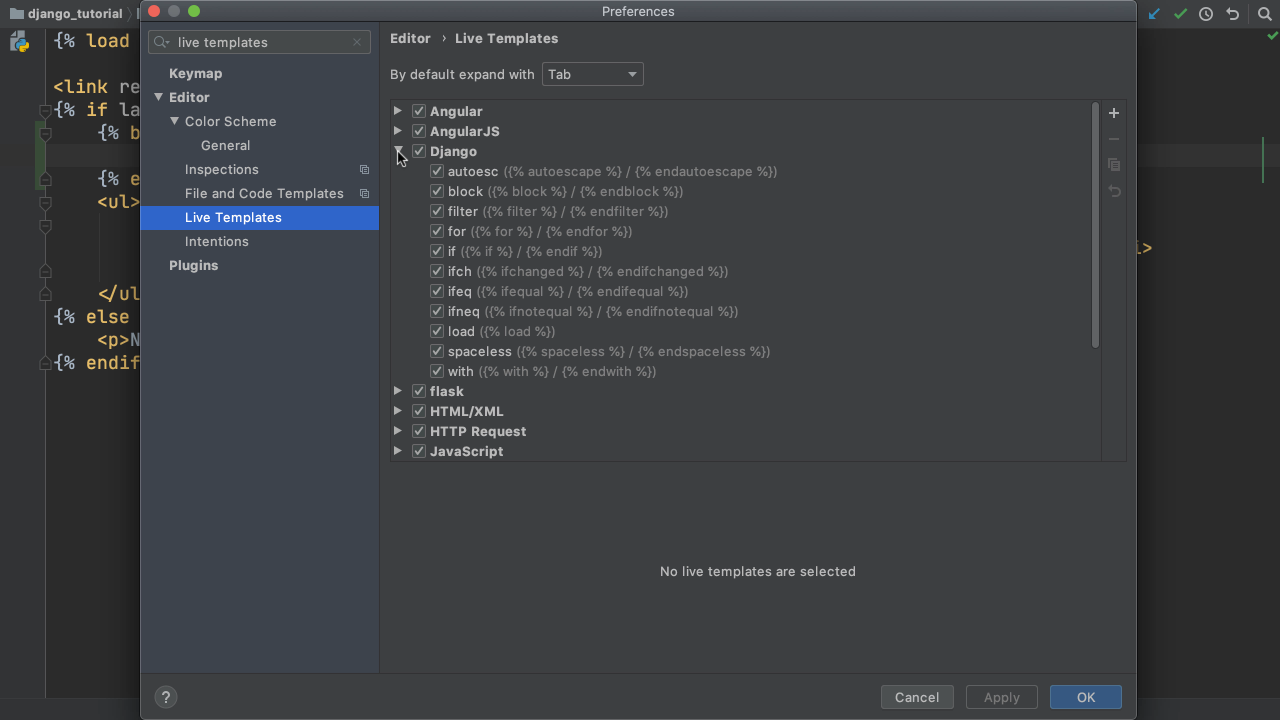 django_tutorial
Preferences
live templates
Keymap
Editor
Color Scheme
General
Inspections
File and Code Templates
Live Templates
Intentions
Plugins
Editor › Live Templates
By default expand with Tab
Angular
AngularJS
Django
autoesc ({% autoescape %} / {% endautoescape %})
block ({% block %} / {% endblock %})
filter ({% filter %} / {% endfilter %})
for ({% for %} / {% endfor %})
if ({% if %} / {% endif %})
ifch ({% ifchanged %} / {% endifchanged %})
ifeq ({% ifequal %} / {% endifequal %})
ifneq ({% ifnotequal %} / {% endifnotequal %})
load ({% load %})
spaceless ({% spaceless %} / {% endspaceless %})
with ({% with %} / {% endwith %})
flask
HTML/XML
HTTP Request
JavaScript
No live templates are selected
?
Cancel
Apply
OK
{% load
<link re
{% if la
{% b
{% e
<ul>
</ul
{% else
<p>N
{% endif